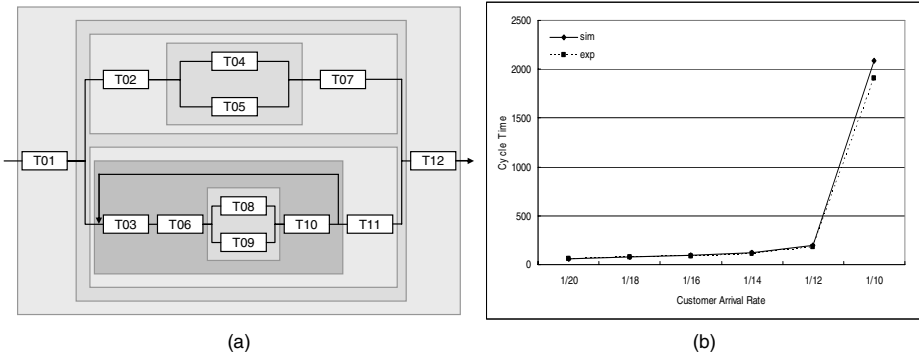 T01
T02
T04
T05
T07
T12
T03
T06
T08
T09
T10
T11
(a)
sim
exp
Cycle Time
2500
2000
1500
1000
500
0
1/20
1/18
1/16
1/14
1/12
1/10
Customer Arrival Rate
(b)